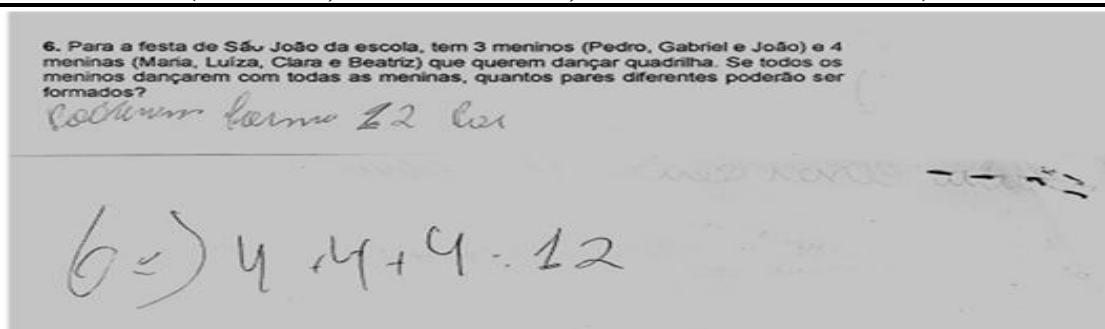 6. Para a festa de São João da escola, tem 3 meninos (Pedro, Gabriel e João) e 4
meninas (Maria, Luíza, Clara e Beatriz) que querem dançar quadrilha. Se todos os
meninos dançarem com todas as meninas, quantos pares diferentes poderão ser
formados?
12
6=) 4+4+4=12